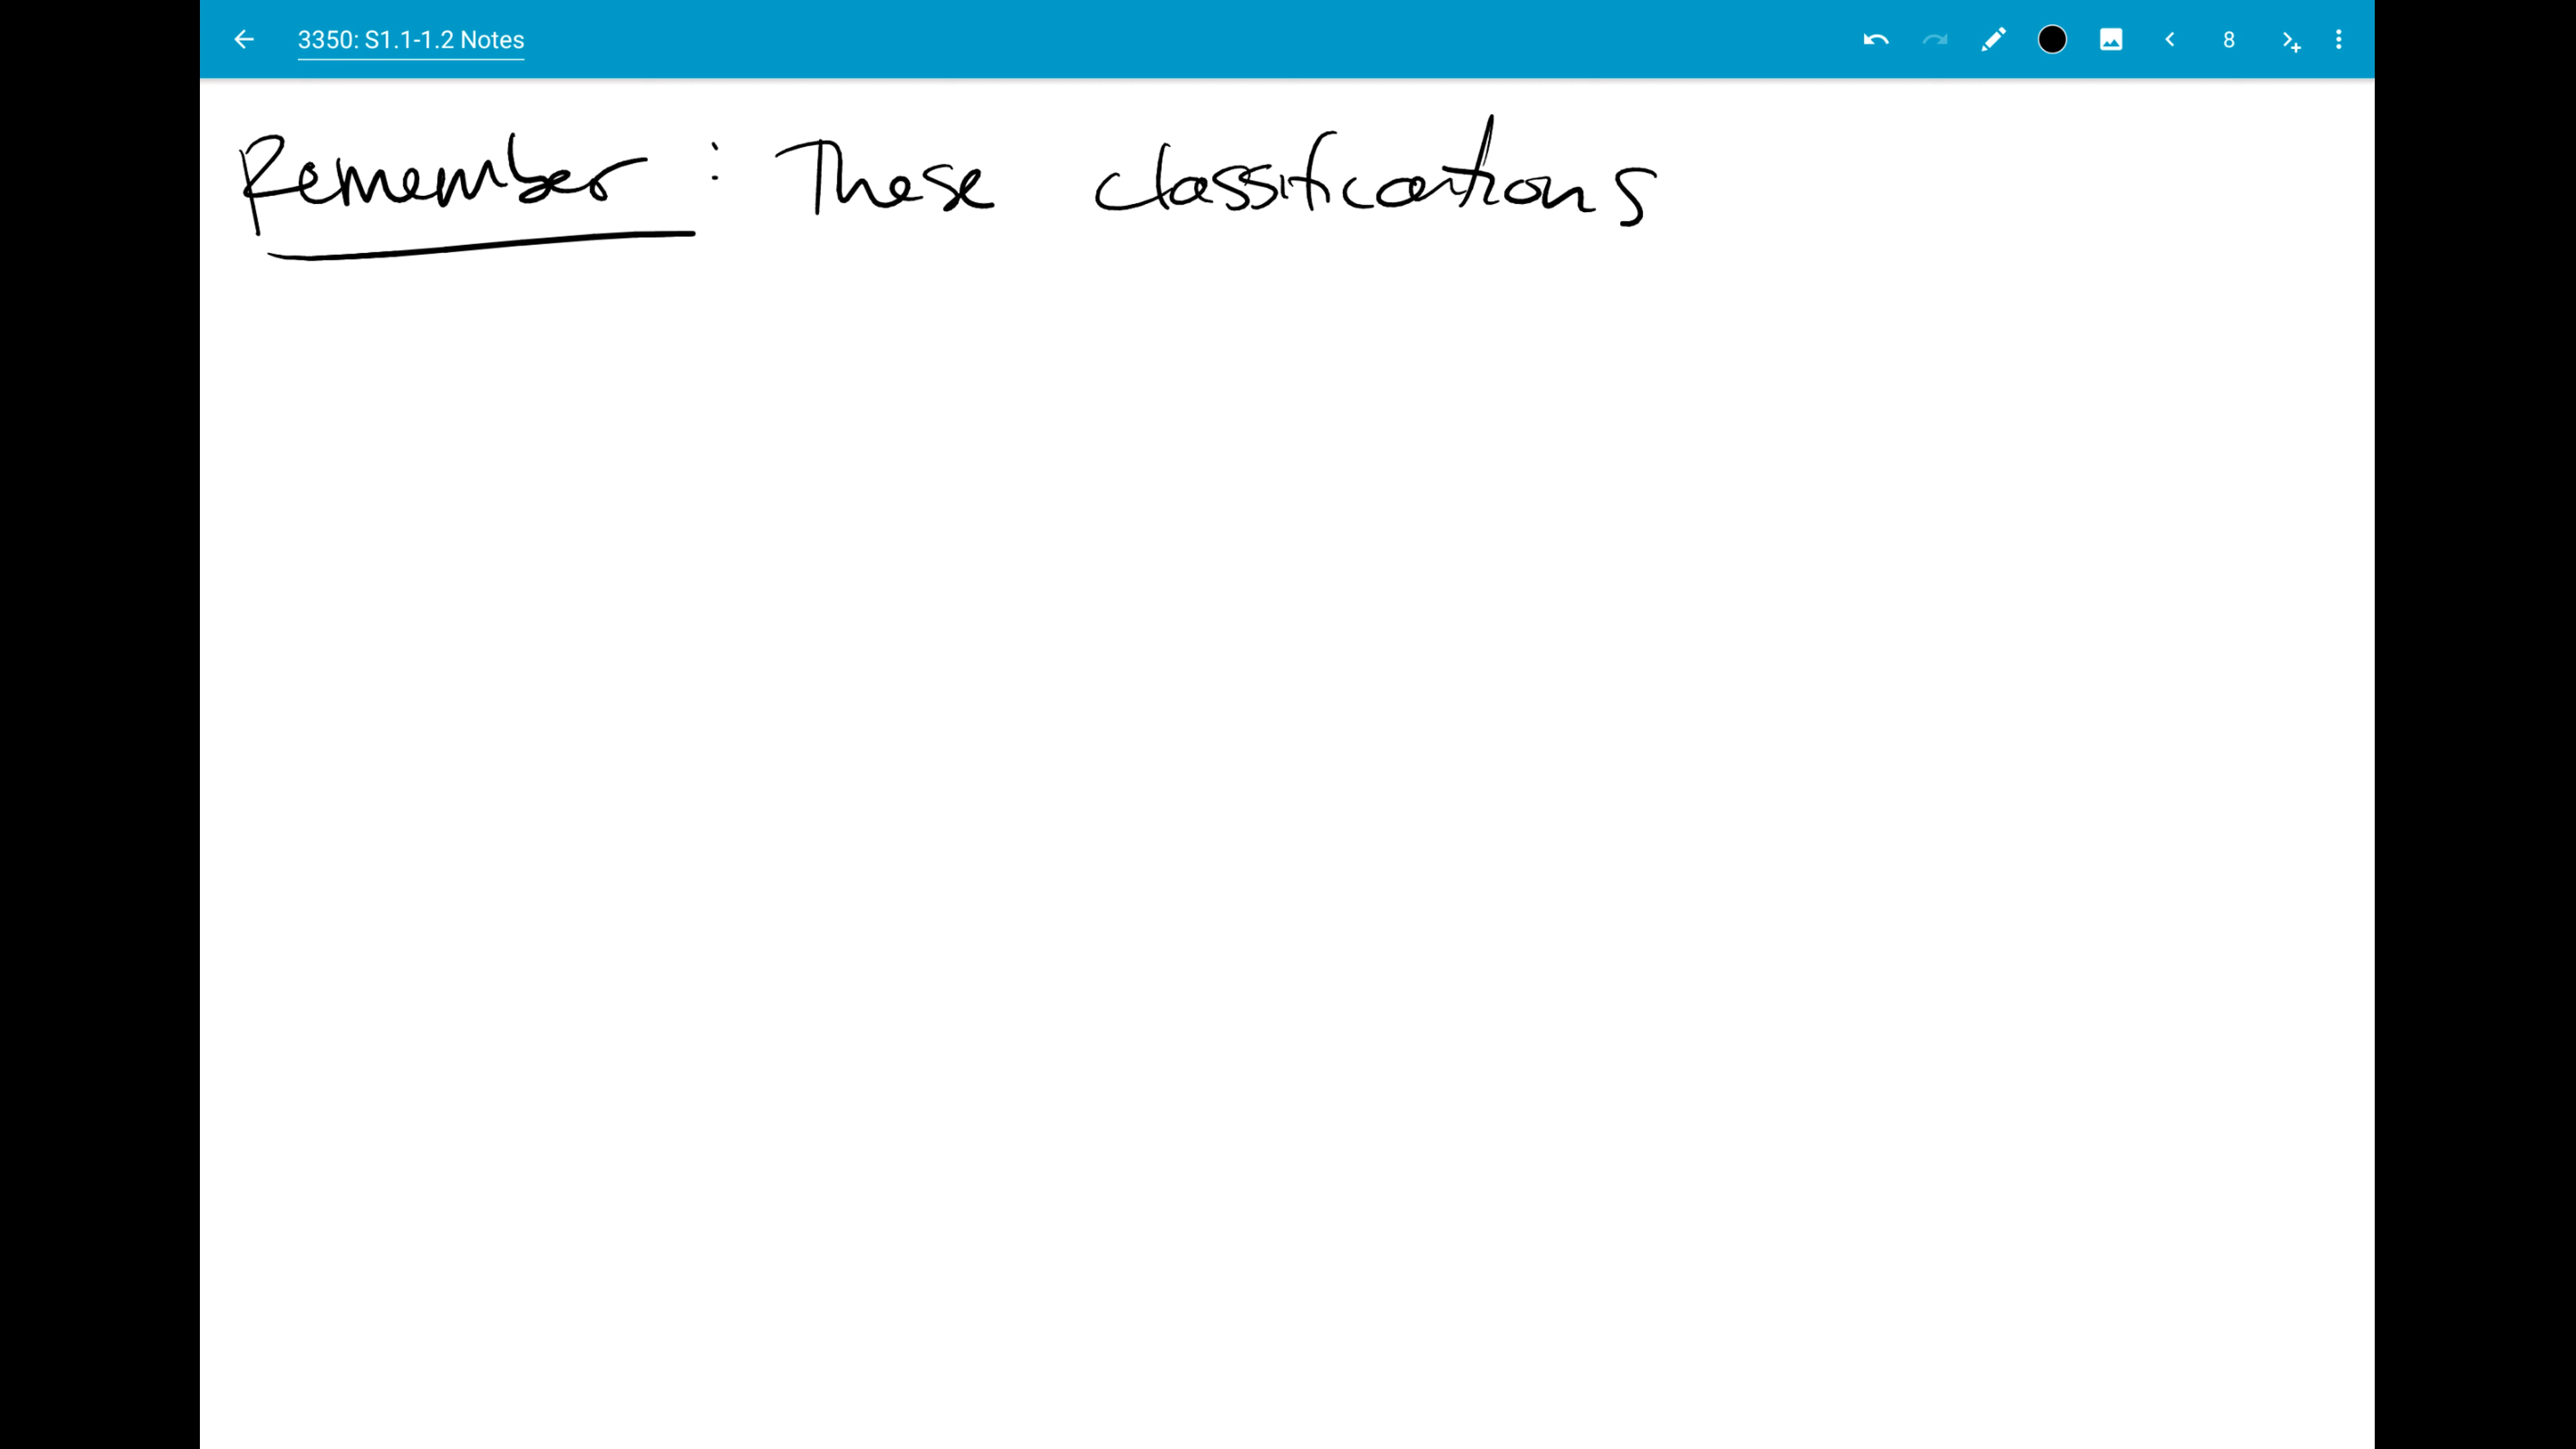 3350: S1.1-1.2 Notes
8
Remember : These classifications